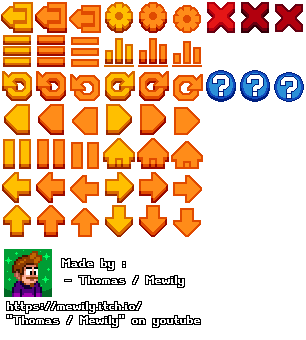 ? ? ?
Made by :
- Thomas / Mewily
https://mewily.itch.io/
"Thomas / Mewily" on youtube